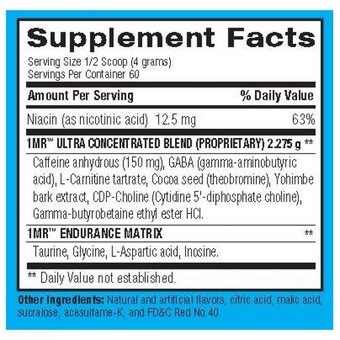 Supplement Facts
Serving Size 1/2 Scoop (4 grams)
Servings Per Container 60
Amount Per Serving % Daily Value
Niacin (as nicotinic acid) 12.5 mg 63%
1MR™ ULTRA CONCENTRATED BLEND (PROPRIETARY) 2.275 g **
Caffeine anhydrous (150 mg), GABA (gamma-aminobutyric
acid), L-Carnitine tartrate, Cocoa seed (theobromine), Yohimbe
bark extract, CDP-Choline (Cytidine 5'-diphosphate choline),
Gamma-butyrobetaine ethyl ester HCl.
1MR™ ENDURANCE MATRIX **
Taurine, Glycine, L-Aspartic acid, Inosine.
** Daily Value not established.
Other Ingredients: Natural and artificial flavors, citric acid, malic acid,
sucralose, acesulfame-K, and FD&C Red No.40.